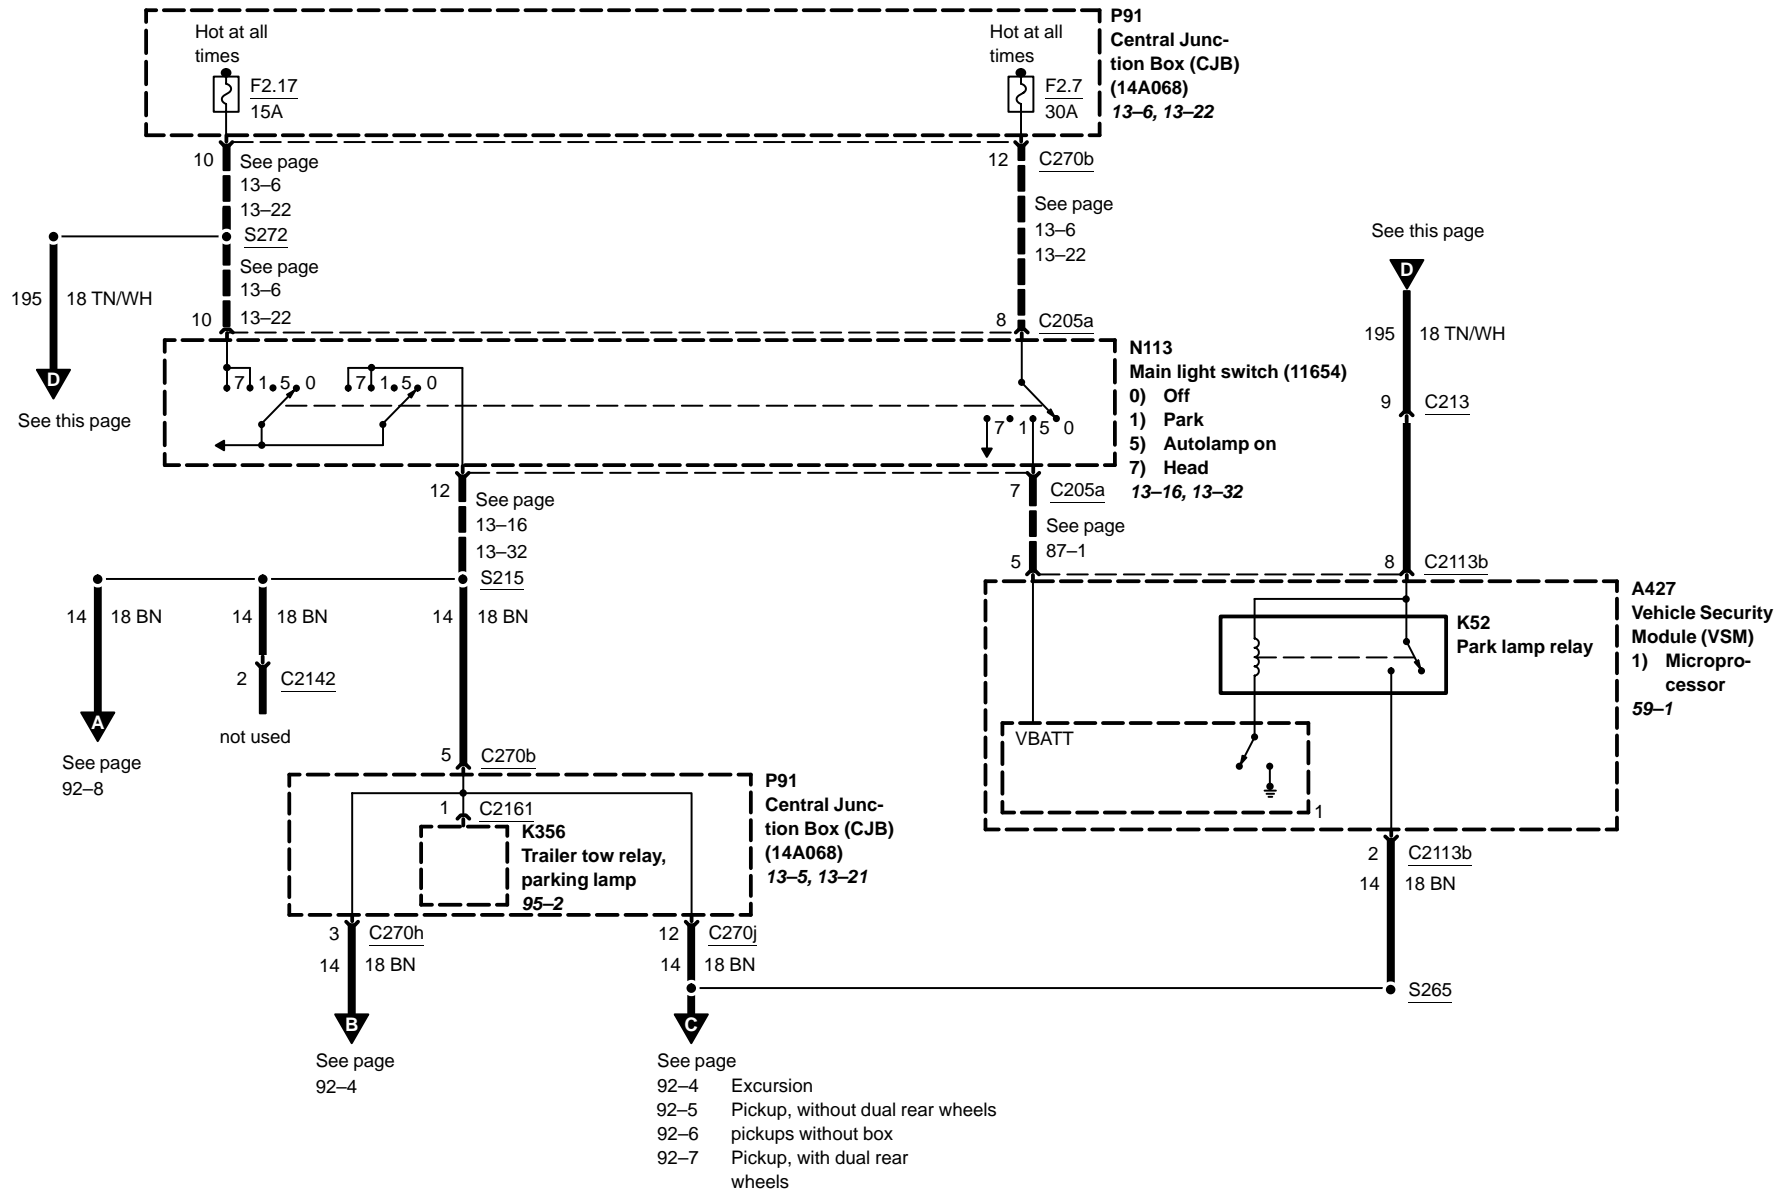 P91
Central Junc-
tion Box (CJB)
(14A068)
13–6, 13–22
Hot at all
times
F2.17
15A
Hot at all
times
F2.7
30A
10
See page
13–6
13–22
12
C270b
S272
See page
13–6
13–22
See page
13–6
13–22
195
18 TN/WH
D
See this page
10
8
C205a
See this page
D
195
18 TN/WH
9
C213
N113
Main light switch (11654)
0) Off
1) Park
5) Autolamp on
7) Head
13–16, 13–32
7 1 5 0
7 1 5 0
7 1 5 0
12
See page
13–16
13–32
S215
7
C205a
See page
87–1
5
8
C2113b
14
18 BN
14
18 BN
14
18 BN
2
C2142
not used
A
See page
92–8
A427
Vehicle Security
Module (VSM)
1) Micropro-
cessor
59–1
K52
Park lamp relay
VBATT
1
5
C270b
P91
Central Junc-
tion Box (CJB)
(14A068)
13–5, 13–21
1
C2161
K356
Trailer tow relay,
parking lamp
95–2
2
C2113b
14
18 BN
3
C270h
14
18 BN
12
C270j
14
18 BN
S265
B
See page
92–4
C
See page
92–4 Excursion
92–5 Pickup, without dual rear wheels
92–6 pickups without box
92–7 Pickup, with dual rear
wheels